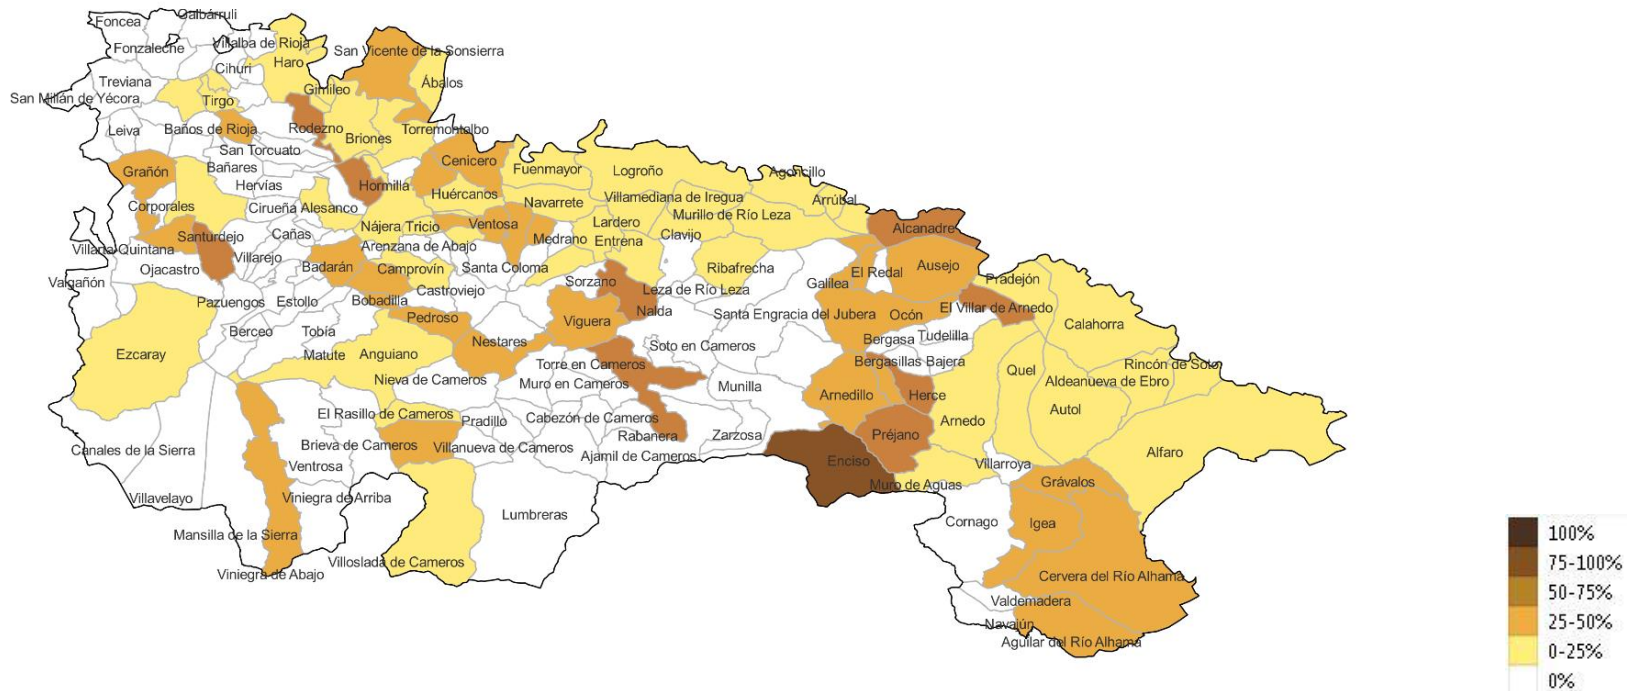 Foncea
Galbárruli
Fonzaleche
Villalba de Rioja
San Vicente de la Sonsierra
Cihuri
Haro
Treviana
Gimileo
Ábalos
San Millán de Yécora
Tirgo
Leiva
Baños de Rioja
Rodezno
Briones
Torremontalbo
San Torcuato
Cenicero
Grañón
Bañares
Fuenmayor
Logroño
Agoncillo
Hervías
Hormilla
Huércanos
Villamediana de Iregua
Arrúbal
Corporales
Cirueña
Alesanco
Navarrete
Murillo de Río Leza
Nájera
Tricio
Ventosa
Lardero
Alcanadre
Santurdejo
Cañas
Clavijo
Medrano
Entrena
Villarta-Quintana
Arenzana de Abajo
Villarejo
Ojacastro
Badarán
Camprovín
Santa Coloma
Ribafrecha
El Redal
Ausejo
Valgañón
Sorzano
Galilea
Pradejón
Castroviejo
Leza de Río Leza
Pazuengos
Estollo
Bobadilla
El Villar de Arnedo
Nalda
Santa Engracia del Jubera
Ocón
Pedroso
Viguera
Calahorra
Berceo
Tobía
Nestares
Bergasa
Tudelilla
Soto en Cameros
Ezcaray
Matute
Anguiano
Torre en Cameros
Bergasillas Bajera
Rincón de Soto
Quel
Nieva de Cameros
Muro en Cameros
Munilla
Aldeanueva de Ebro
Arnedillo
Herce
Autol
El Rasillo de Cameros
Pradillo
Cabezón de Cameros
Arnedo
Rabanera
Zarzosa
Préjano
Canales de la Sierra
Brieva de Cameros
Villanueva de Cameros
Ajamil de Cameros
Alfaro
Ventrosa
Enciso
Villarroya
Muro de Aguas
Grávalos
Villavelayo
Viniegra de Arriba
Lumbreras
Cornago
Igea
Mansilla de la Sierra
Villoslada de Cameros
Viniegra de Abajo
Cervera del Río Alhama
Valdemadera
Navajún
Aguilar del Río Alhama
100%
75-100%
50-75%
25-50%
0-25%
0%